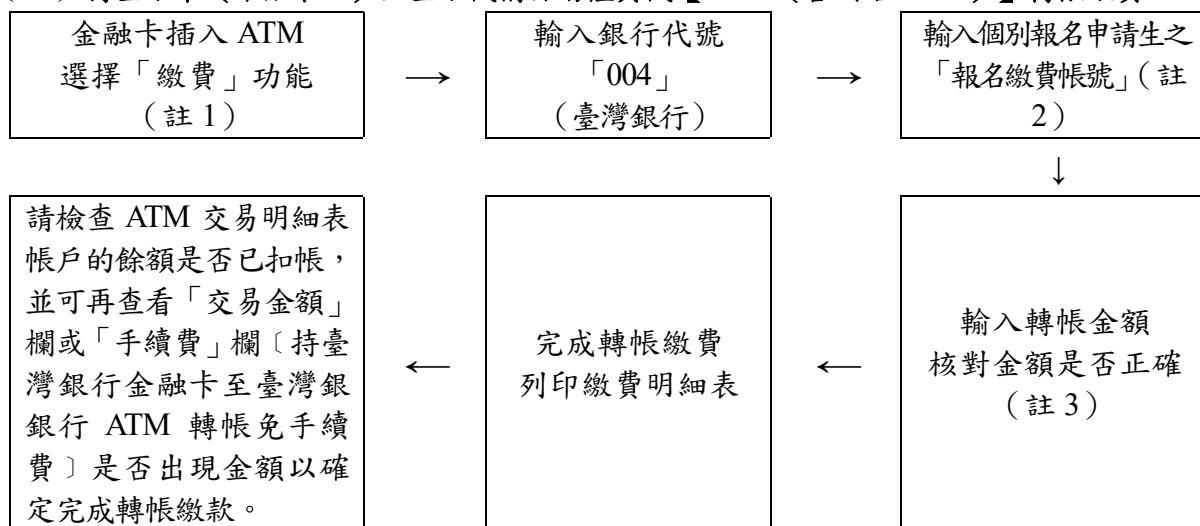 金融卡插入 ATM
選擇「繳費」功能
（註 1）
→
輸入銀行代號
「004」
（臺灣銀行）
→
輸入個別報名申請生之
「報名繳費帳號」（註
2）
↓
輸入轉帳金額
核對金額是否正確
（註 3）
←
完成轉帳繳費
列印繳費明細表
←
請檢查 ATM 交易明細表
帳戶的餘額是否已扣帳，
並可再查看「交易金額」
欄或「手續費」欄〔持臺
灣銀行金融卡至臺灣銀
銀行 ATM 轉帳免手續
費〕是否出現金額以確
定完成轉帳繳款。